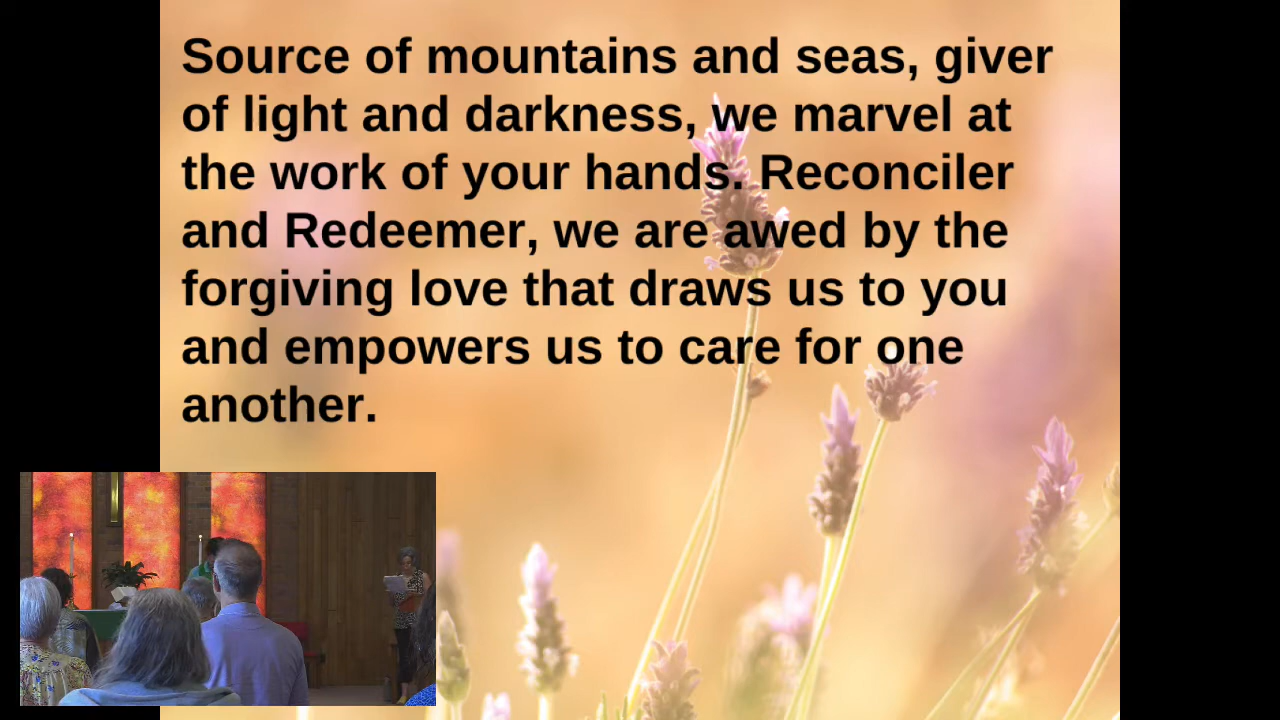 Source of mountains and seas, giver
of light and darkness, we marvel at
the work of your hands. Reconciler
and Redeemer, we are awed by the
forgiving love that draws us to you
and empowers us to care for one
another.